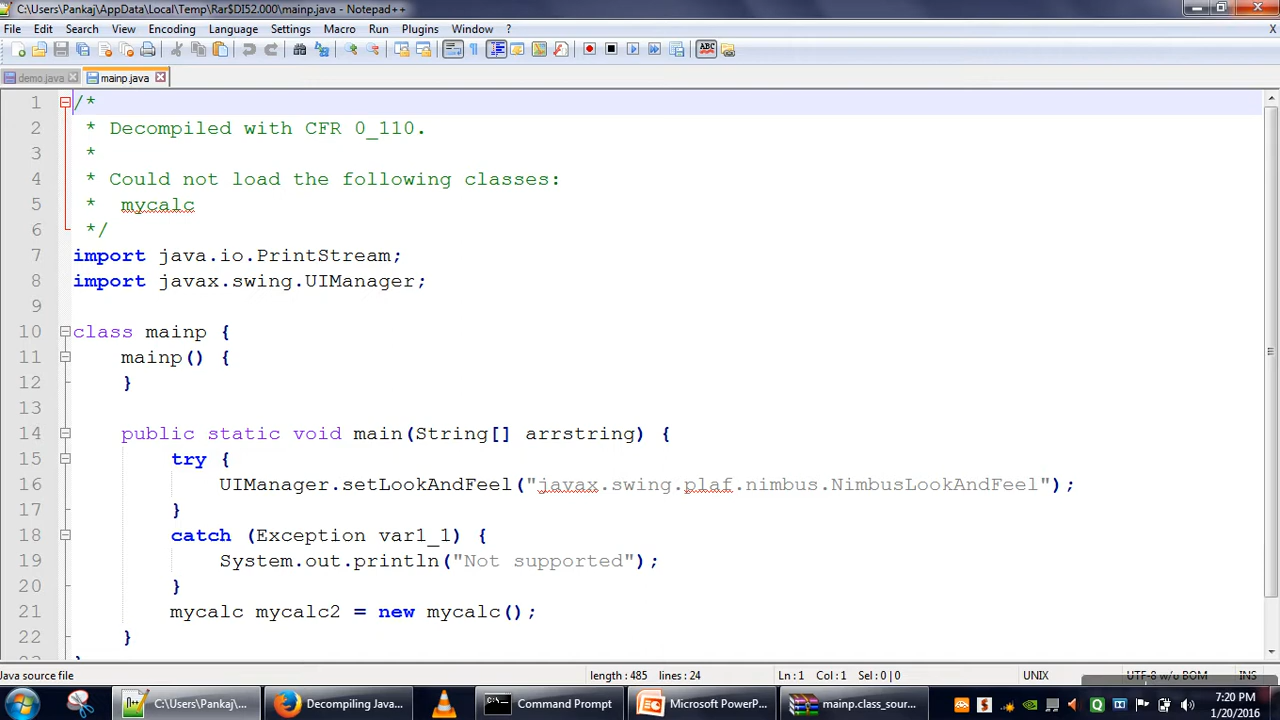 C:\Users\Pankaj\AppData\Local\Temp\Rar$DI52.000\mainp.java - Notepad++
File Edit Search View Encoding Language Settings Macro Run Plugins Window ? X
demo.java mainp.java
1 /*
2 * Decompiled with CFR 0_110.
3 *
4 * Could not load the following classes:
5 * mycalc
6 */
7 import java.io.PrintStream;
8 import javax.swing.UIManager;
9
10 class mainp {
11 mainp() {
12 }
13
14 public static void main(String[] arrstring) {
15 try {
16 UIManager.setLookAndFeel("javax.swing.plaf.nimbus.NimbusLookAndFeel");
17 }
18 catch (Exception var1_1) {
19 System.out.println("Not supported");
20 }
21 mycalc mycalc2 = new mycalc();
22 }
Java source file length : 485 lines : 24 Ln : 1 Col : 1 Sel : 0 | 0 UNIX UTF-8 w/o BOM INS
C:\Users\Pankaj\... Decompiling Java... Command Prompt Microsoft PowerP... mainp.class_sour... 7:20 PM
1/20/2016